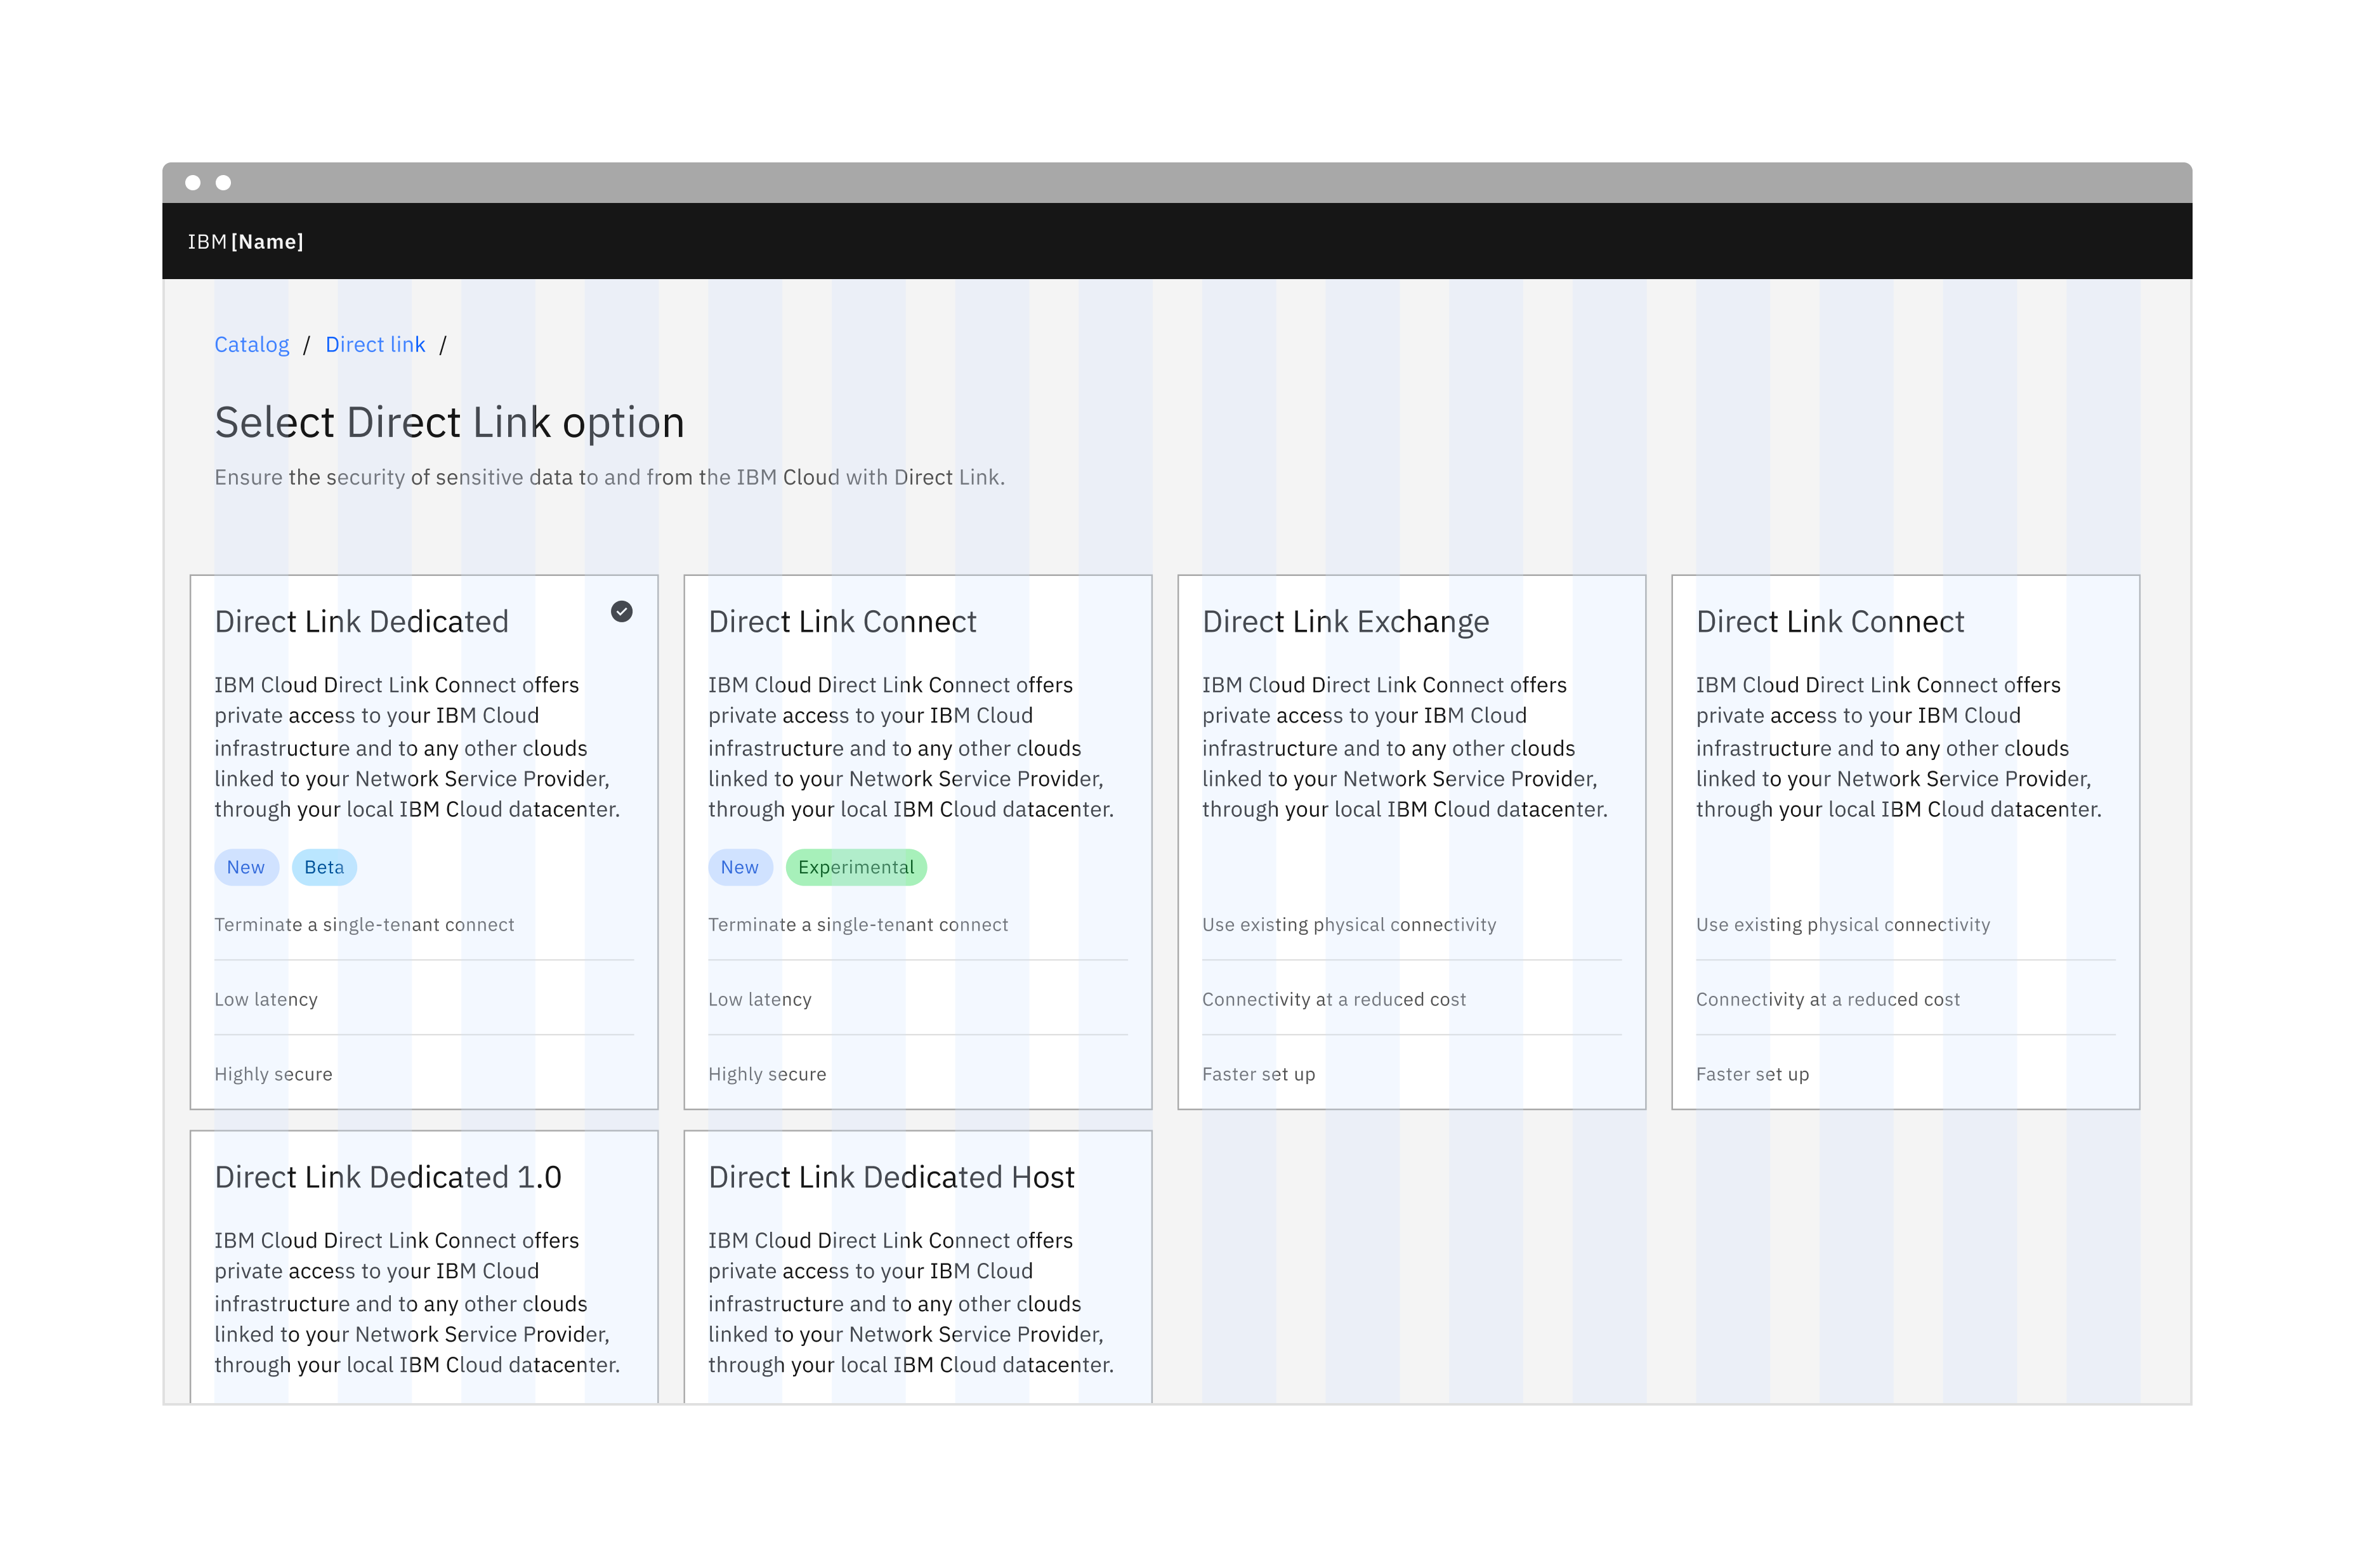 IBM [Name]
Catalog / Direct link /
Select Direct Link option
Ensure the security of sensitive data to and from the IBM Cloud with Direct Link.
Direct Link Dedicated
IBM Cloud Direct Link Connect offers
private access to your IBM Cloud
infrastructure and to any other clouds
linked to your Network Service Provider,
through your local IBM Cloud datacenter.
New Beta
Terminate a single-tenant connect
Low latency
Highly secure
Direct Link Connect
IBM Cloud Direct Link Connect offers
private access to your IBM Cloud
infrastructure and to any other clouds
linked to your Network Service Provider,
through your local IBM Cloud datacenter.
New Experimental
Terminate a single-tenant connect
Low latency
Highly secure
Direct Link Exchange
IBM Cloud Direct Link Connect offers
private access to your IBM Cloud
infrastructure and to any other clouds
linked to your Network Service Provider,
through your local IBM Cloud datacenter.
Use existing physical connectivity
Connectivity at a reduced cost
Faster set up
Direct Link Connect
IBM Cloud Direct Link Connect offers
private access to your IBM Cloud
infrastructure and to any other clouds
linked to your Network Service Provider,
through your local IBM Cloud datacenter.
Use existing physical connectivity
Connectivity at a reduced cost
Faster set up
Direct Link Dedicated 1.0
IBM Cloud Direct Link Connect offers
private access to your IBM Cloud
infrastructure and to any other clouds
linked to your Network Service Provider,
through your local IBM Cloud datacenter.
Direct Link Dedicated Host
IBM Cloud Direct Link Connect offers
private access to your IBM Cloud
infrastructure and to any other clouds
linked to your Network Service Provider,
through your local IBM Cloud datacenter.